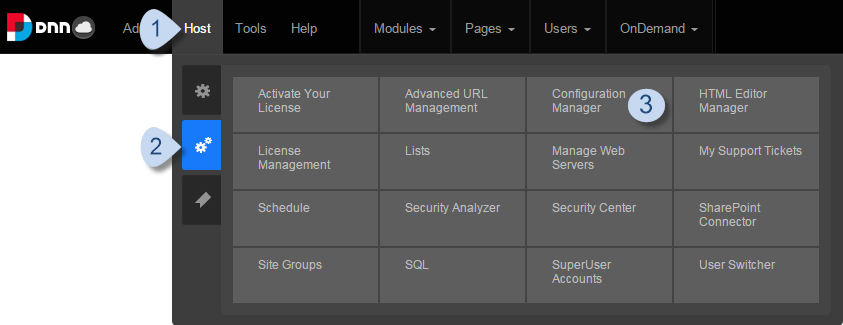 DNN Ad 1 Host Tools Help Modules Pages Users OnDemand
2
Activate Your
License
Advanced URL
Management
Configuration
Manager
3
HTML Editor
Manager
License
Management
Lists
Manage Web
Servers
My Support Tickets
Schedule
Security Analyzer
Security Center
SharePoint
Connector
Site Groups
SQL
SuperUser
Accounts
User Switcher